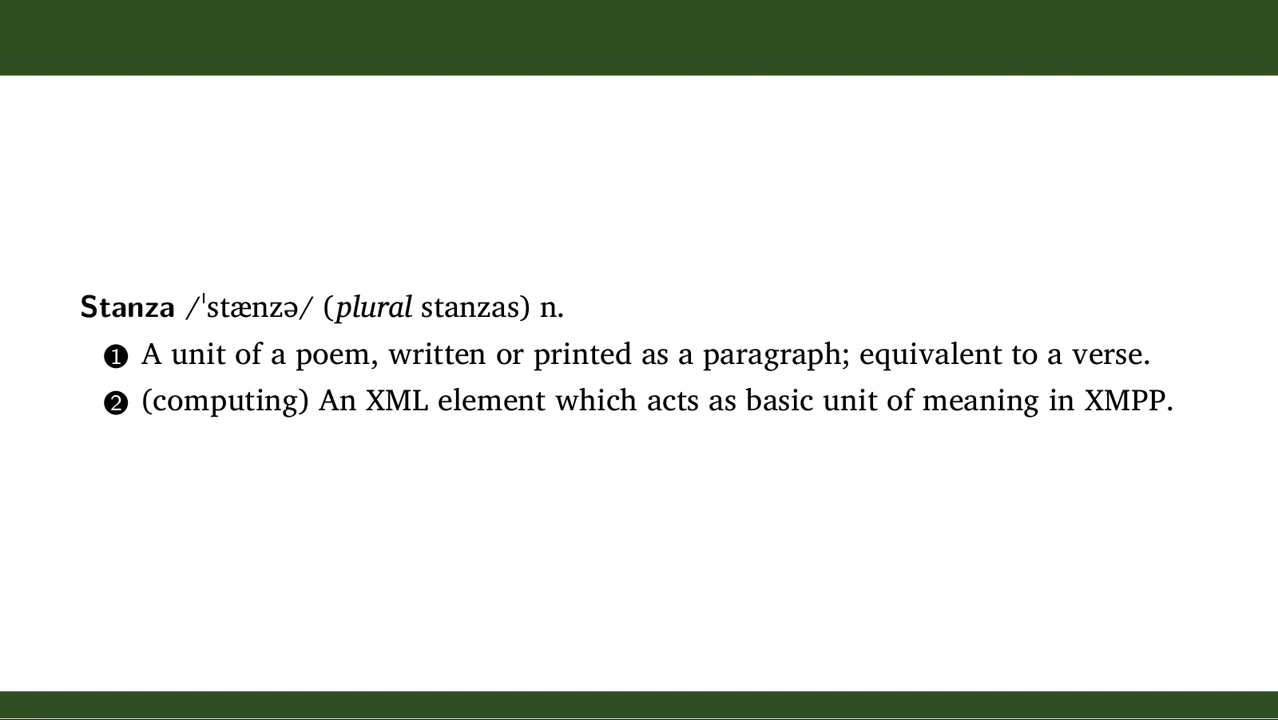 Stanza /ˈstænzə/ (plural stanzas) n.
❶ A unit of a poem, written or printed as a paragraph; equivalent to a verse.
❷ (computing) An XML element which acts as basic unit of meaning in XMPP.